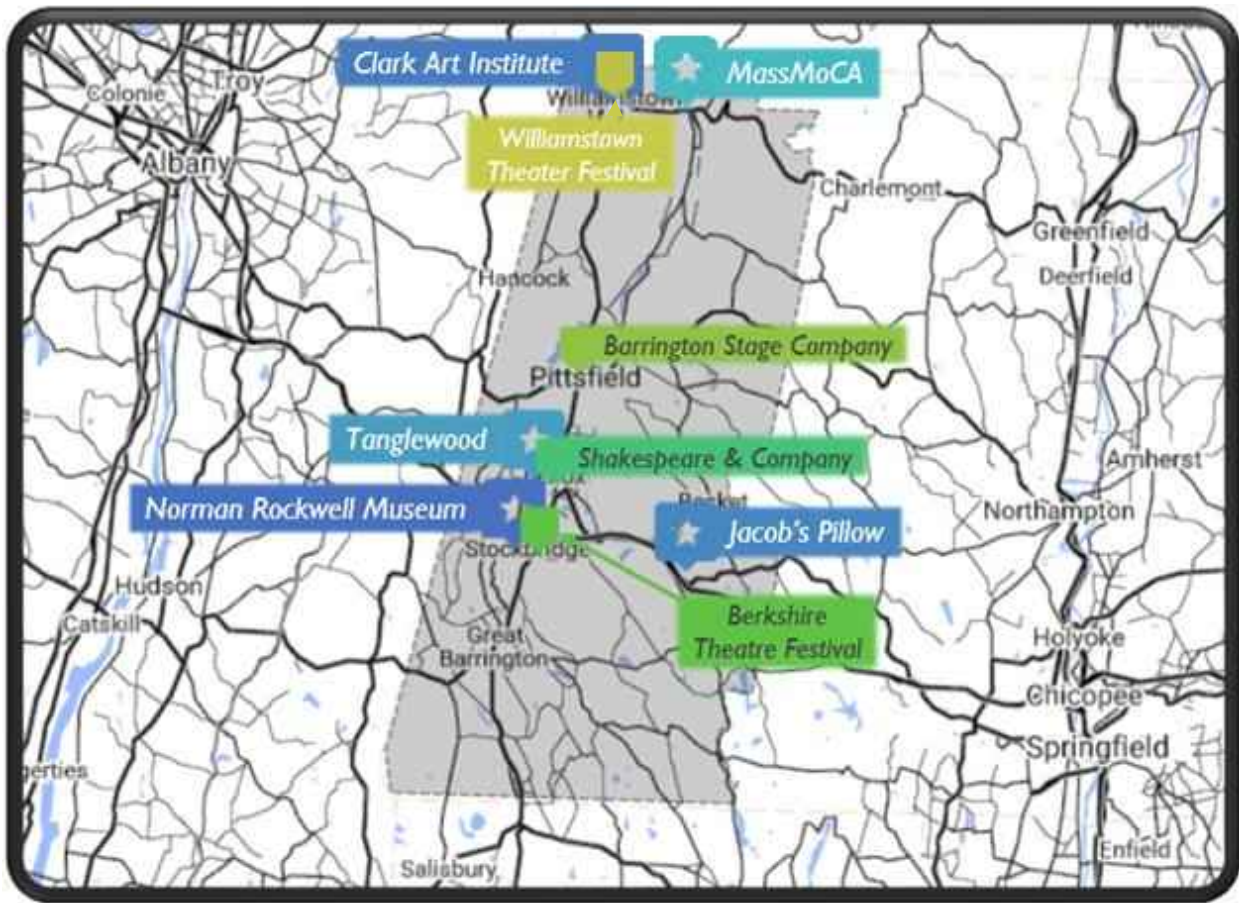 Clark Art Institute
MassMoCA
Troy
Colonie
Williamstown
Williamstown
Theater Festival
Albany
Charlemont
Greenfield
Hancock
Deerfield
Barrington Stage Company
Pittsfield
Tanglewood
Shakespeare & Company
Amherst
Norman Rockwell Museum
Becket
Northampton
Jacob's Pillow
Stockbridge
Hudson
Catskill
Berkshire
Theatre Festival
Great
Barrington
Holyoke
Chicopee
Springfield
gerties
Enfield
Salisbury